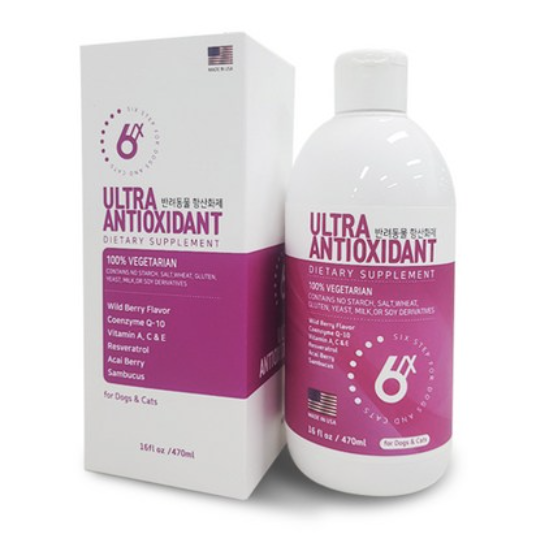 MADE IN USA
SIX STEP FOR DOGS AND CATS
6X
ULTRA 반려동물 항산화제
ANTIOXIDANT
DIETARY SUPPLEMENT
100% VEGETARIAN
CONTAINS NO STARCH, SALT,WHEAT, GLUTEN,
YEAST, MILK,OR SOY DERIVATIVES
Wild Berry Flavor
Coenzyme Q-10
Vitamin A, C & E
Resveratrol
Acai Berry
Sambucus
for Dogs & Cats
16fl oz /470ml
ULTRA 반려동물 항산화제
ANTIOXIDANT
DIETARY SUPPLEMENT
100% VEGETARIAN
CONTAINS NO STARCH, SALT,WHEAT,
GLUTEN, YEAST, MILK,OR SOY DERIVATIVES
Wild Berry Flavor
Coenzyme Q-10
Vitamin A, C & E
Resveratrol
Acai Berry
Sambucus
SIX STEP FOR DOGS AND CATS
6X
MADE IN USA
16 fl oz / 470ml
for Dogs & Cats